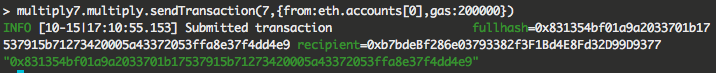 > multiply7.multiply.sendTransaction(7,{from:eth.accounts[0],gas:200000})
INFO [10-15|17:10:55.153] Submitted transaction                    fullhash=0x831354bf01a9a2033701b17
537915b71273420005a43372053ffa8e37f4dd4e9 recipient=0xb7bdeBf286e03793382f3F1Bd4E8Fd32D99D9377
"0x831354bf01a9a2033701b17537915b71273420005a43372053ffa8e37f4dd4e9"